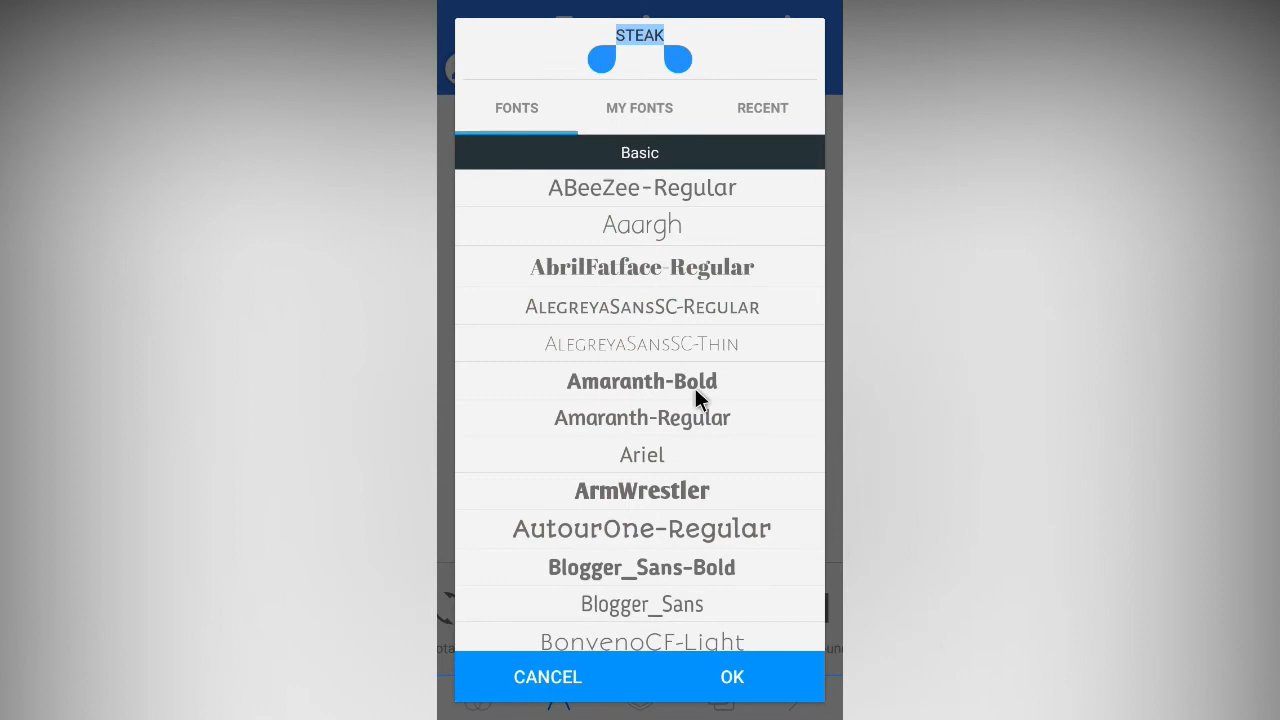 STEAK
FONTS MY FONTS RECENT
Basic
ABeeZee-Regular
Aaargh
AbrilFatface-Regular
AlegreyaSansSC-Regular
AlegreyaSansSC-Thin
Amaranth-Bold
Amaranth-Regular
Ariel
ArmWrestler
AutourOne-Regular
Blogger_Sans-Bold
Blogger_Sans
BonvenoCF-Light
CANCEL OK